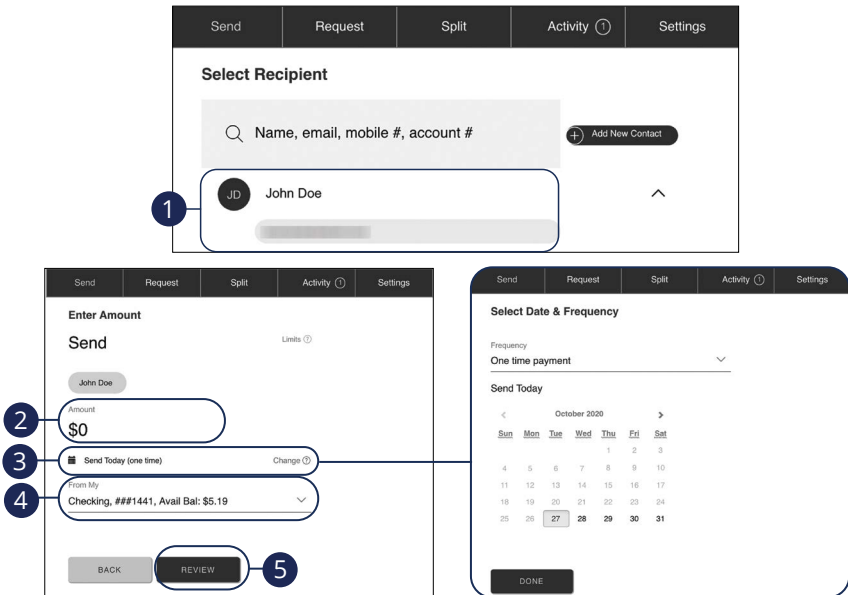 Send Request Split Activity 1 Settings
Select Recipient
Name, email, mobile #, account #
+ Add New Contact
JD John Doe
1
Send Request Split Activity 1 Settings
Enter Amount
Send Limits ?
John Doe
Amount
2
$0
3 Send Today (one time) Change ?
From My
4 Checking, ###1441, Avail Bal: $5.19
BACK REVIEW 5
Send Request Split Activity 1 Settings
Select Date & Frequency
Frequency
One time payment
Send Today
< October 2020 >
Sun Mon Tue Wed Thu Fri Sat
1 2 3
4 5 6 7 8 9 10
11 12 13 14 15 16 17
18 19 20 21 22 23 24
25 26 27 28 29 30 31
DONE